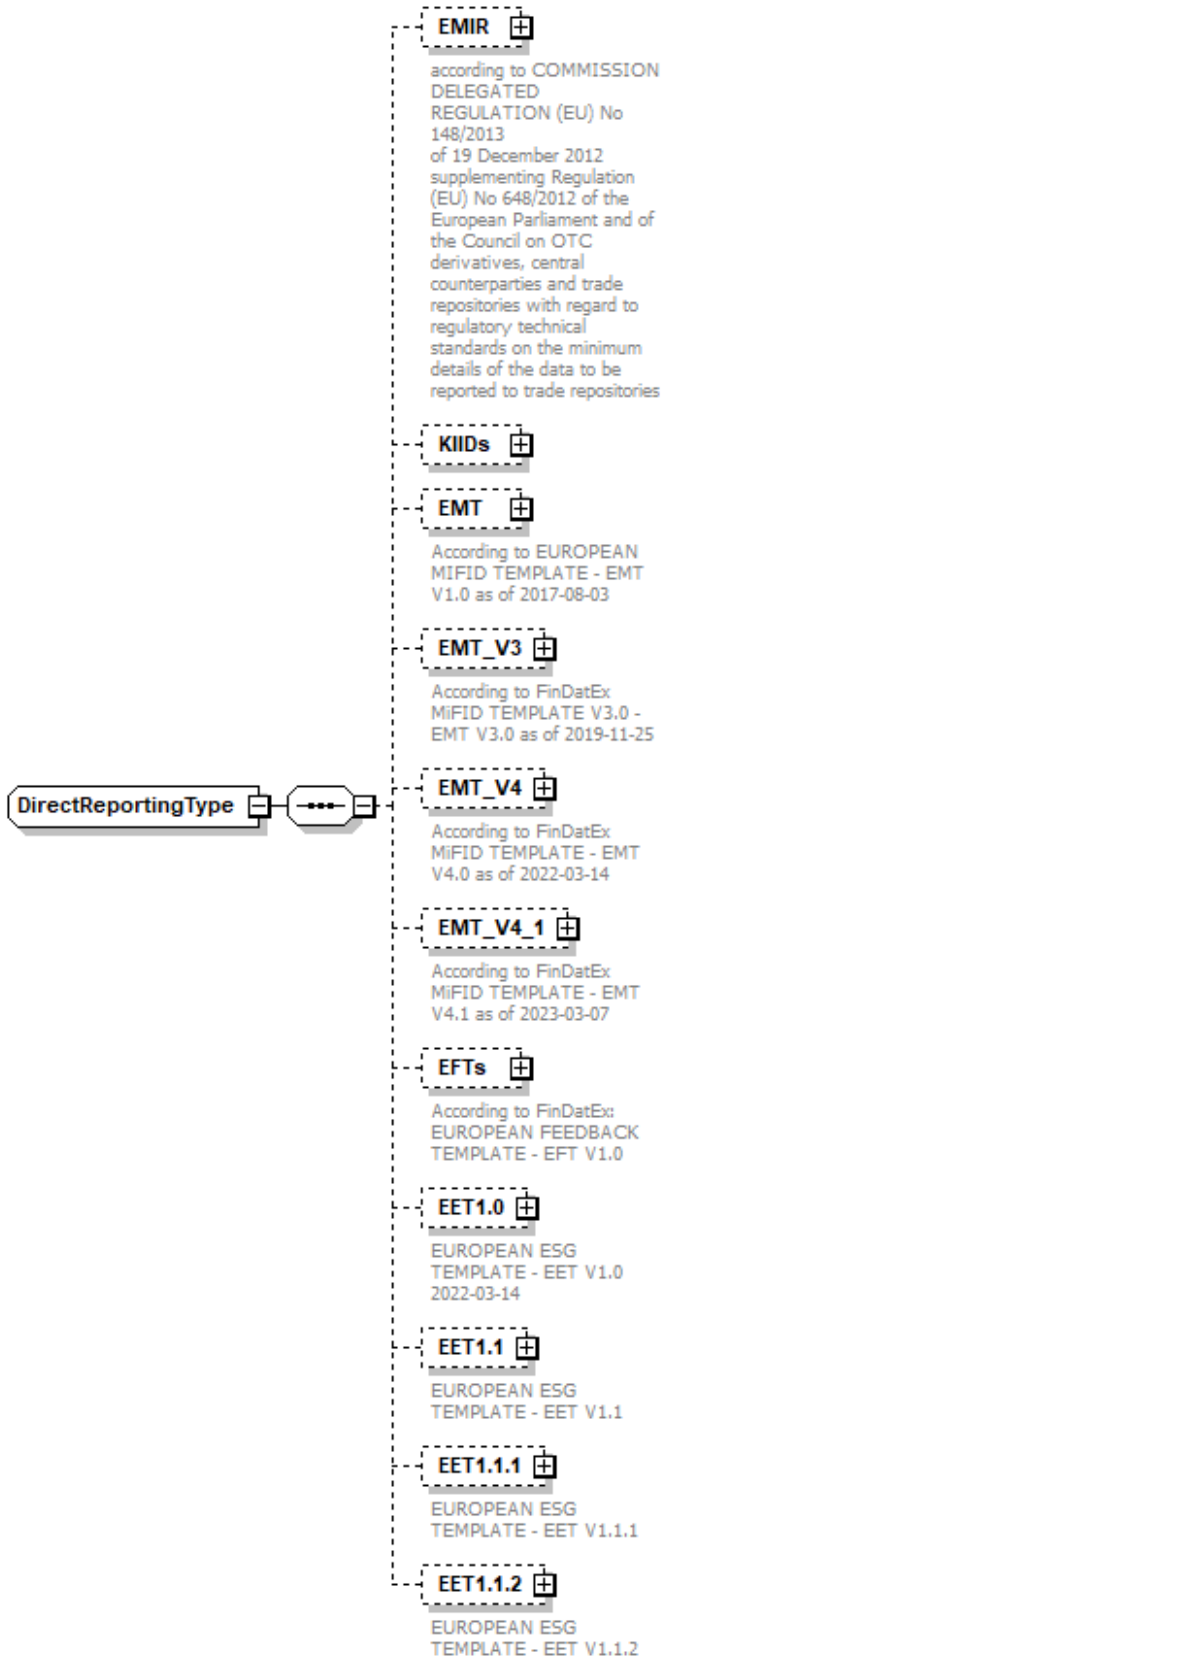 EMIR
according to COMMISSION
DELEGATED
REGULATION (EU) No
148/2013
of 19 December 2012
supplementing Regulation
(EU) No 648/2012 of the
European Parliament and of
the Council on OTC
derivatives, central
counterparties and trade
repositories with regard to
regulatory technical
standards on the minimum
details of the data to be
reported to trade repositories
KIIDs
EMT
According to EUROPEAN
MIFID TEMPLATE - EMT
V1.0 as of 2017-08-03
EMT_V3
According to FinDatEx
MiFID TEMPLATE V3.0 -
EMT V3.0 as of 2019-11-25
DirectReportingType
EMT_V4
According to FinDatEx
MiFID TEMPLATE - EMT
V4.0 as of 2022-03-14
EMT_V4_1
According to FinDatEx
MiFID TEMPLATE - EMT
V4.1 as of 2023-03-07
EFTs
According to FinDatEx:
EUROPEAN FEEDBACK
TEMPLATE - EFT V1.0
EET1.0
EUROPEAN ESG
TEMPLATE - EET V1.0
2022-03-14
EET1.1
EUROPEAN ESG
TEMPLATE - EET V1.1
EET1.1.1
EUROPEAN ESG
TEMPLATE - EET V1.1.1
EET1.1.2
EUROPEAN ESG
TEMPLATE - EET V1.1.2